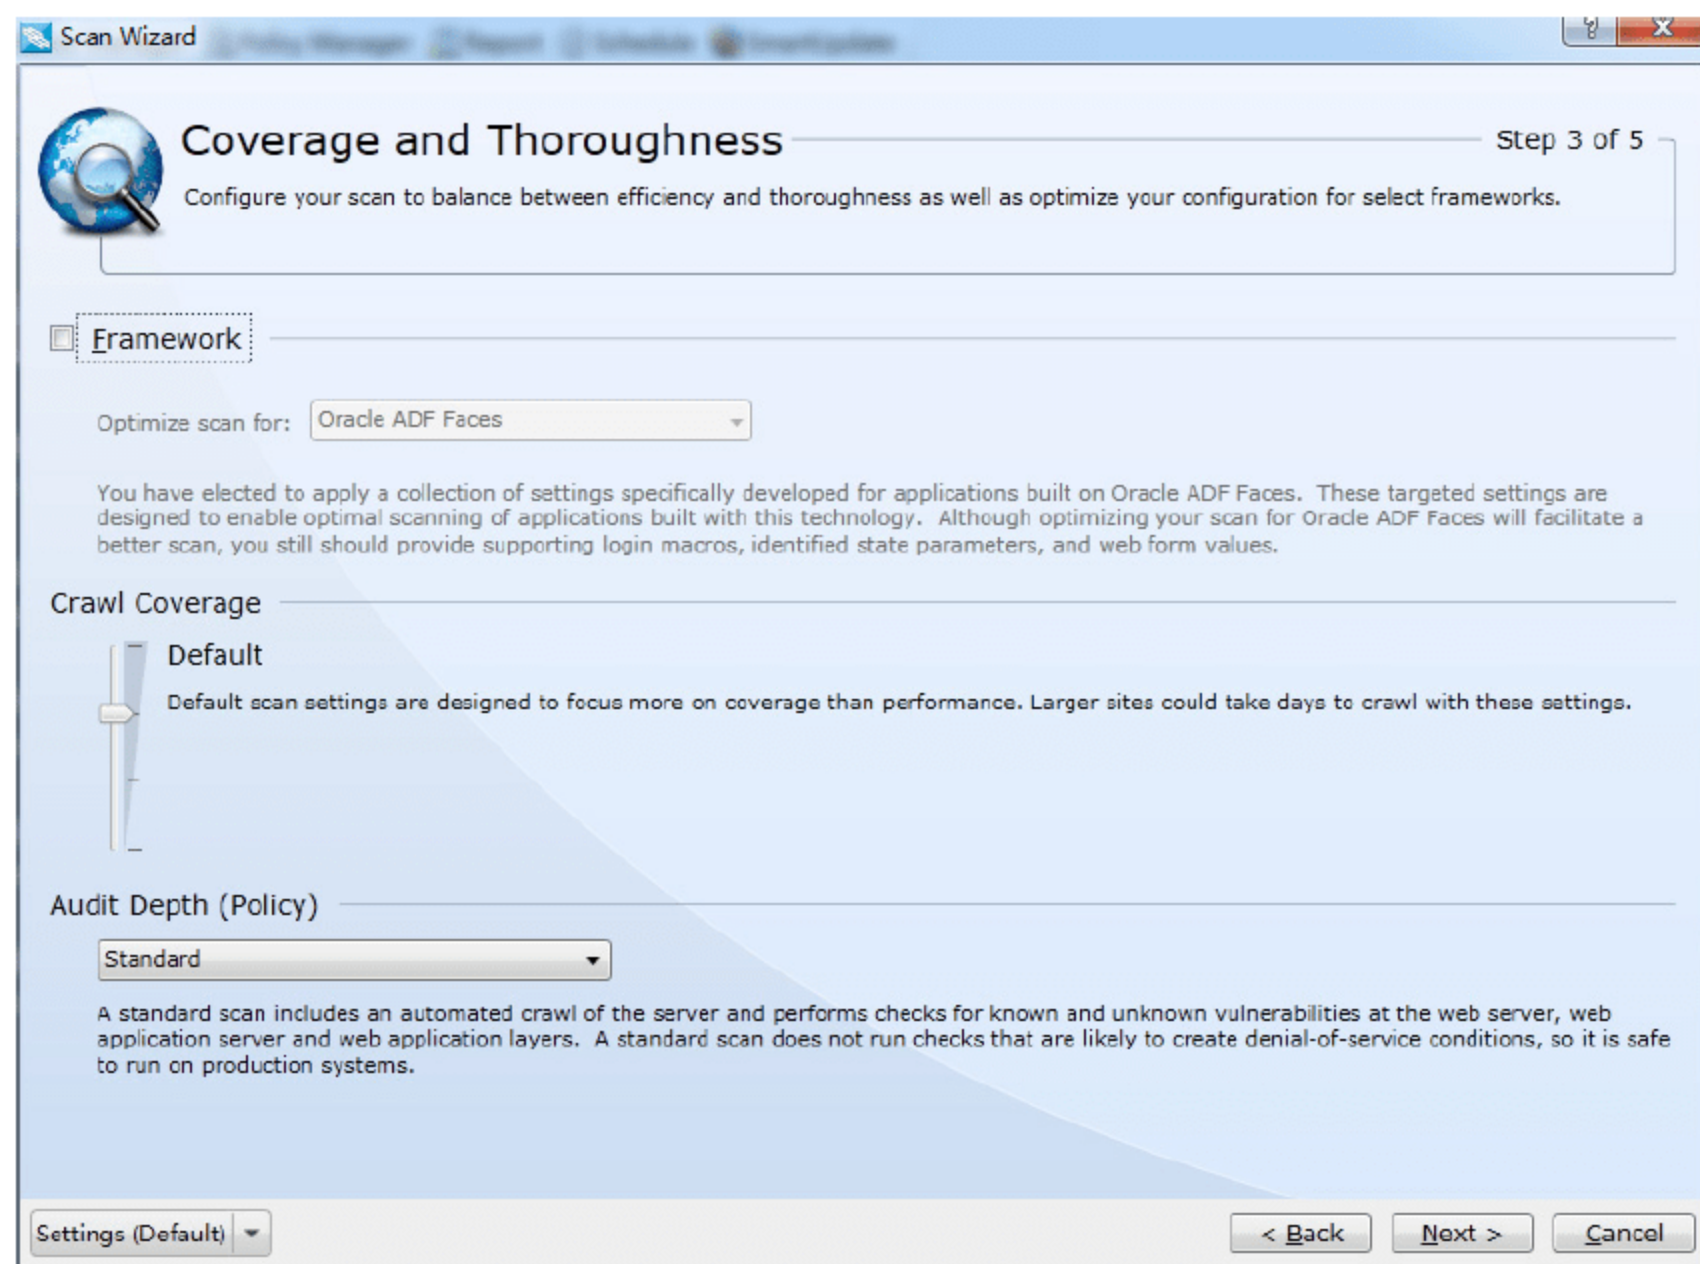 Scan Wizard
Policy Manager Report Schedule SmartUpdate
Coverage and Thoroughness
Step 3 of 5
Configure your scan to balance between efficiency and thoroughness as well as optimize your configuration for select frameworks.
Framework
Optimize scan for:
Oracle ADF Faces
You have elected to apply a collection of settings specifically developed for applications built on Oracle ADF Faces. These targeted settings are
designed to enable optimal scanning of applications built with this technology. Although optimizing your scan for Oracle ADF Faces will facilitate a
better scan, you still should provide supporting login macros, identified state parameters, and web form values.
Crawl Coverage
Default
Default scan settings are designed to focus more on coverage than performance. Larger sites could take days to crawl with these settings.
Audit Depth (Policy)
Standard
A standard scan includes an automated crawl of the server and performs checks for known and unknown vulnerabilities at the web server, web
application server and web application layers. A standard scan does not run checks that are likely to create denial-of-service conditions, so it is safe
to run on production systems.
Settings (Default)
< Back
Next >
Cancel